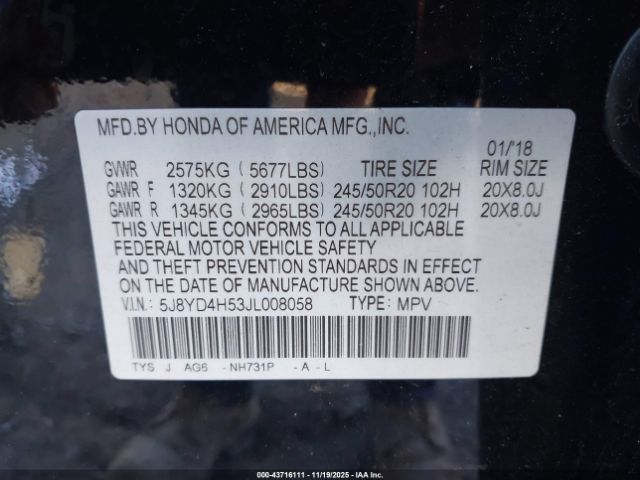 MFD.BY HONDA OF AMERICA MFG.,INC.
01/'18
GVWR 2575KG (5677LBS) TIRE SIZE RIM SIZE
GAWR F 1320KG (2910LBS) 245/50R20 102H 20X8.0J
GAWR R 1345KG (2965LBS) 245/50R20 102H 20X8.0J
THIS VEHICLE CONFORMS TO ALL APPLICABLE
FEDERAL MOTOR VEHICLE SAFETY
AND THEFT PREVENTION STANDARDS IN EFFECT
ON THE DATE OF MANUFACTURE SHOWN ABOVE.
V.I.N.: 5J8YD4H53JL008058 TYPE: MPV
TYS J AG6 -NH731P -A-L
000-43716111 - 11/19/2025 - IAA Inc.